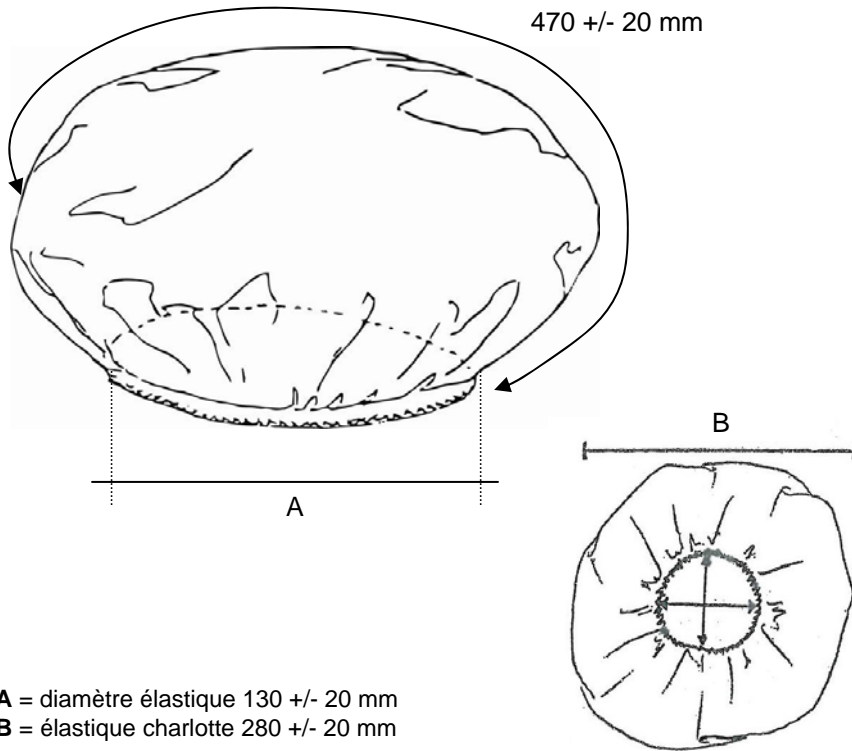 470 +/- 20 mm
A
B
A = diamètre élastique 130 +/- 20 mm
B = élastique charlotte 280 +/- 20 mm